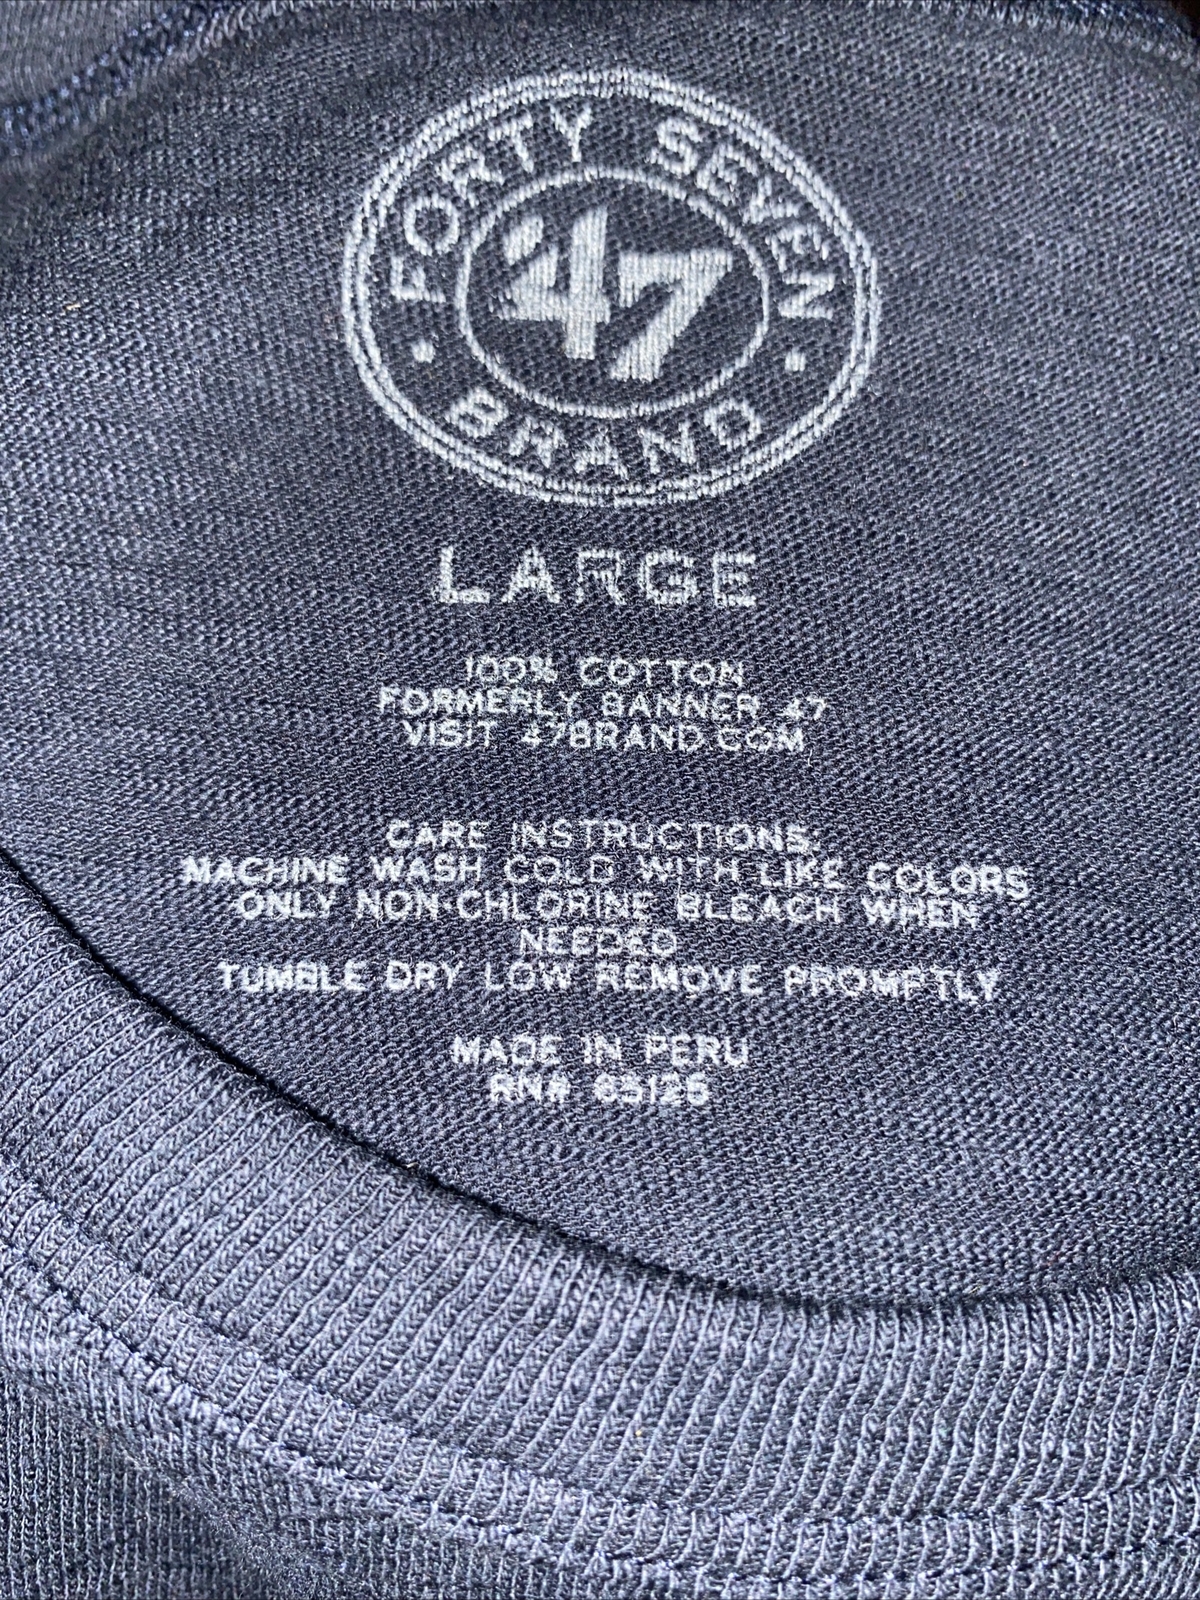 FORTY SEVEN
47
BRAND
LARGE
100% COTTON
FORMERLY BANNER 47
VISIT 47BRAND.COM
CARE INSTRUCTIONS:
MACHINE WASH COLD WITH LIKE COLORS
ONLY NON-CHLORINE BLEACH WHEN
NEEDED
TUMBLE DRY LOW REMOVE PROMPTLY
MADE IN PERU
RN#